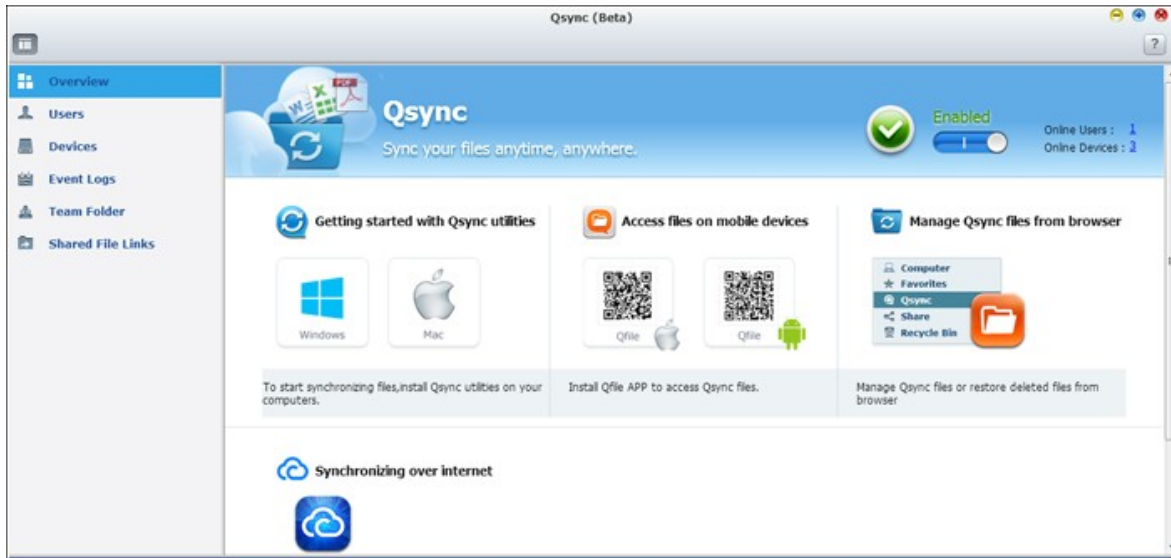 Qsync (Beta)
?
Overview
Users
Devices
Event Logs
Team Folder
Shared File Links
W
X
PDF
Qsync
Sync your files anytime, anywhere.
Enabled
Online Users : 1
Online Devices : 3
Getting started with Qsync utilities
Windows
Mac
To start synchronizing files,install Qsync utilities on your
computers.
Access files on mobile devices
Qfile
Qfile
Install Qfile APP to access Qsync files.
Manage Qsync files from browser
Computer
Favorites
Qsync
Share
Recycle Bin
Manage Qsync files or restore deleted files from
browser
Synchronizing over internet